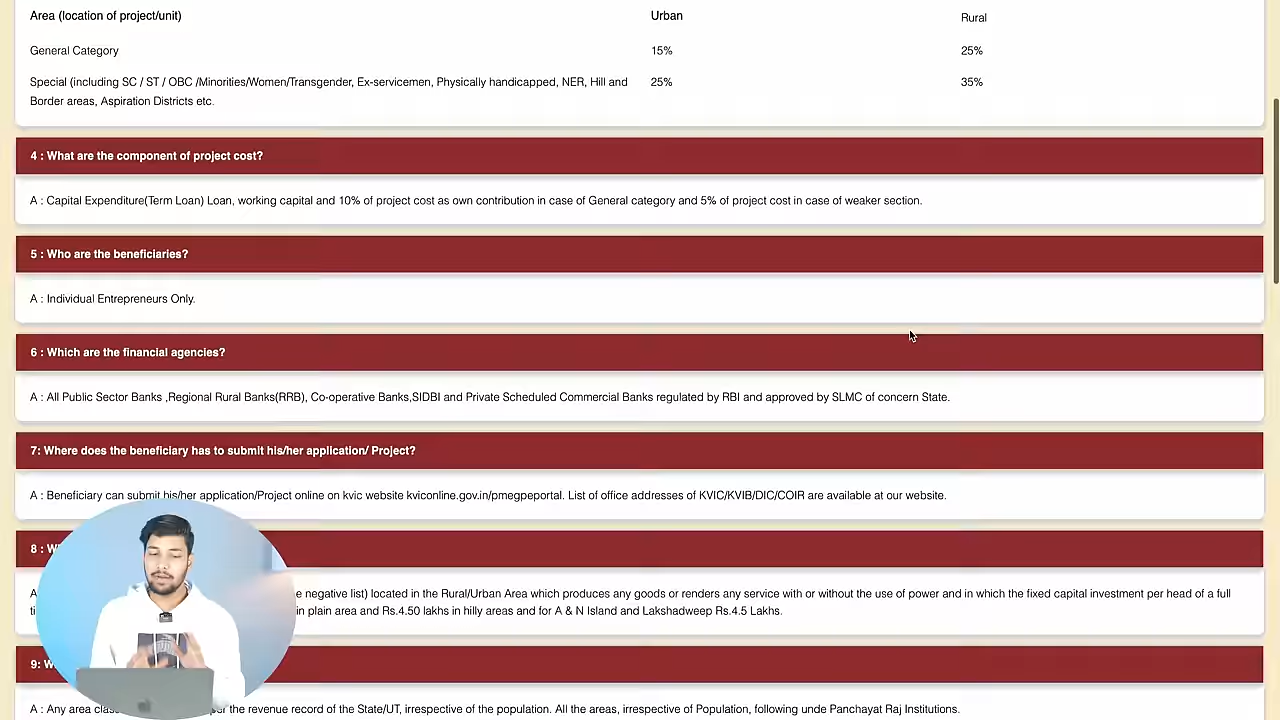 Area (location of project/unit) Urban Rural
General Category 15% 25%
Special (including SC / ST / OBC /Minorities/Women/Transgender, Ex-servicemen, Physically handicapped, NER, Hill and 25% 35%
Border areas, Aspiration Districts etc.
4 : What are the component of project cost?
A : Capital Expenditure(Term Loan) Loan, working capital and 10% of project cost as own contribution in case of General category and 5% of project cost in case of weaker section.
5 : Who are the beneficiaries?
A : Individual Entrepreneurs Only.
6 : Which are the financial agencies?
A : All Public Sector Banks ,Regional Rural Banks(RRB), Co-operative Banks,SIDBI and Private Scheduled Commercial Banks regulated by RBI and approved by SLMC of concern State.
7: Where does the beneficiary has to submit his/her application/ Project?
A : Beneficiary can submit his/her application/Project online on kvic website kviconline.gov.in/pmegpeportal. List of office addresses of KVIC/KVIB/DIC/COIR are available at our website.
8 :
negative list) located in the Rural/Urban Area which produces any goods or renders any service with or without the use of power and in which the fixed capital investment per head of a full
in plain area and Rs.4.50 lakhs in hilly areas and for A & N Island and Lakshadweep Rs.4.5 Lakhs.
9:
A : Any area the revenue record of the State/UT, irrespective of the population. All the areas, irrespective of Population, following unde Panchayat Raj Institutions.